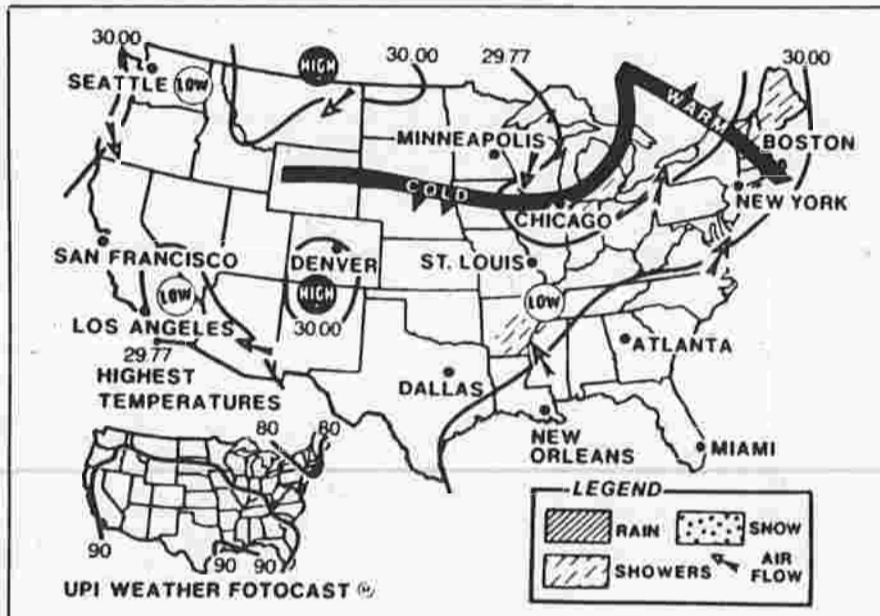 30.00
30.00
29.77
30.00
HIGH
SEATTLE
LOW
WARM
MINNEAPOLIS
BOSTON
COLD
NEW YORK
CHICAGO
SAN FRANCISCO
DENVER
ST. LOUIS
LOW
HIGH
LOW
30.00
LOS ANGELES
ATLANTA
29.77
HIGHEST
TEMPERATURES
DALLAS
80
80
NEW
ORLEANS
MIAMI
LEGEND
RAIN
SNOW
SHOWERS
AIR
FLOW
90
90
90
UPI WEATHER FOTOCAST